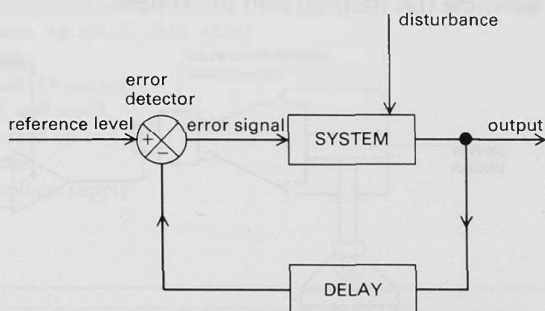 disturbance
error
detector
reference level
+
−
error signal
SYSTEM
output
DELAY